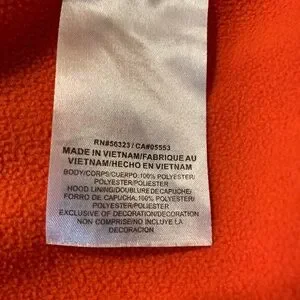 RN#56323 / CA#05553
MADE IN VIETNAM/FABRIQUE AU
VIETNAM/HECHO EN VIETNAM
BODY/CORPS/CUERPO: 100% POLYESTER/
POLYESTER/POLIESTER
HOOD LINING/DOUBLURE DE CAPUCHE/
FORRO DE CAPUCHA: 100% POLYESTER/
POLYESTER/POLIESTER
EXCLUSIVE OF DECORATION/DECORATION
NON COMPRISE/NO INCLUYE LA
DECORACION